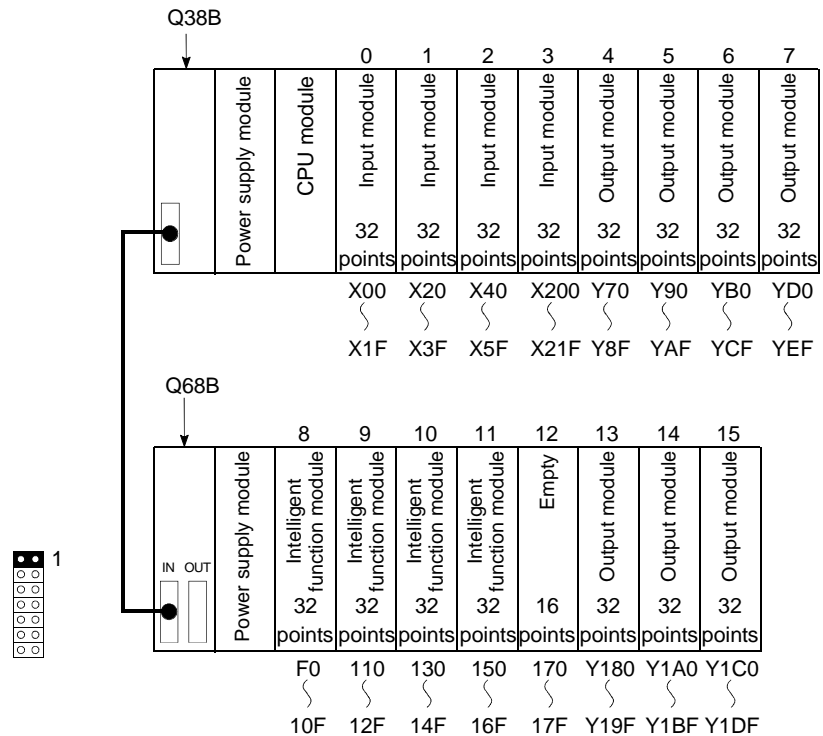 Q38B
0 1 2 3 4 5 6 7
Power supply module
CPU module
Input module
Input module
Input module
Input module
Output module
Output module
Output module
Output module
32 32 32 32 32 32 32 32
points points points points points points points points
X00 X20 X40 X200 Y70 Y90 YB0 YD0
X1F X3F X5F X21F Y8F YAF YCF YEF
Q68B
8 9 10 11 12 13 14 15
1
IN OUT
Power supply module
Intelligent
function module
Intelligent
function module
Intelligent
function module
Intelligent
function module
Empty
Output module
Output module
Output module
32 32 32 32 16 32 32 32
points points points points points points points points
F0 110 130 150 170 Y180 Y1A0 Y1C0
10F 12F 14F 16F 17F Y19F Y1BF Y1DF